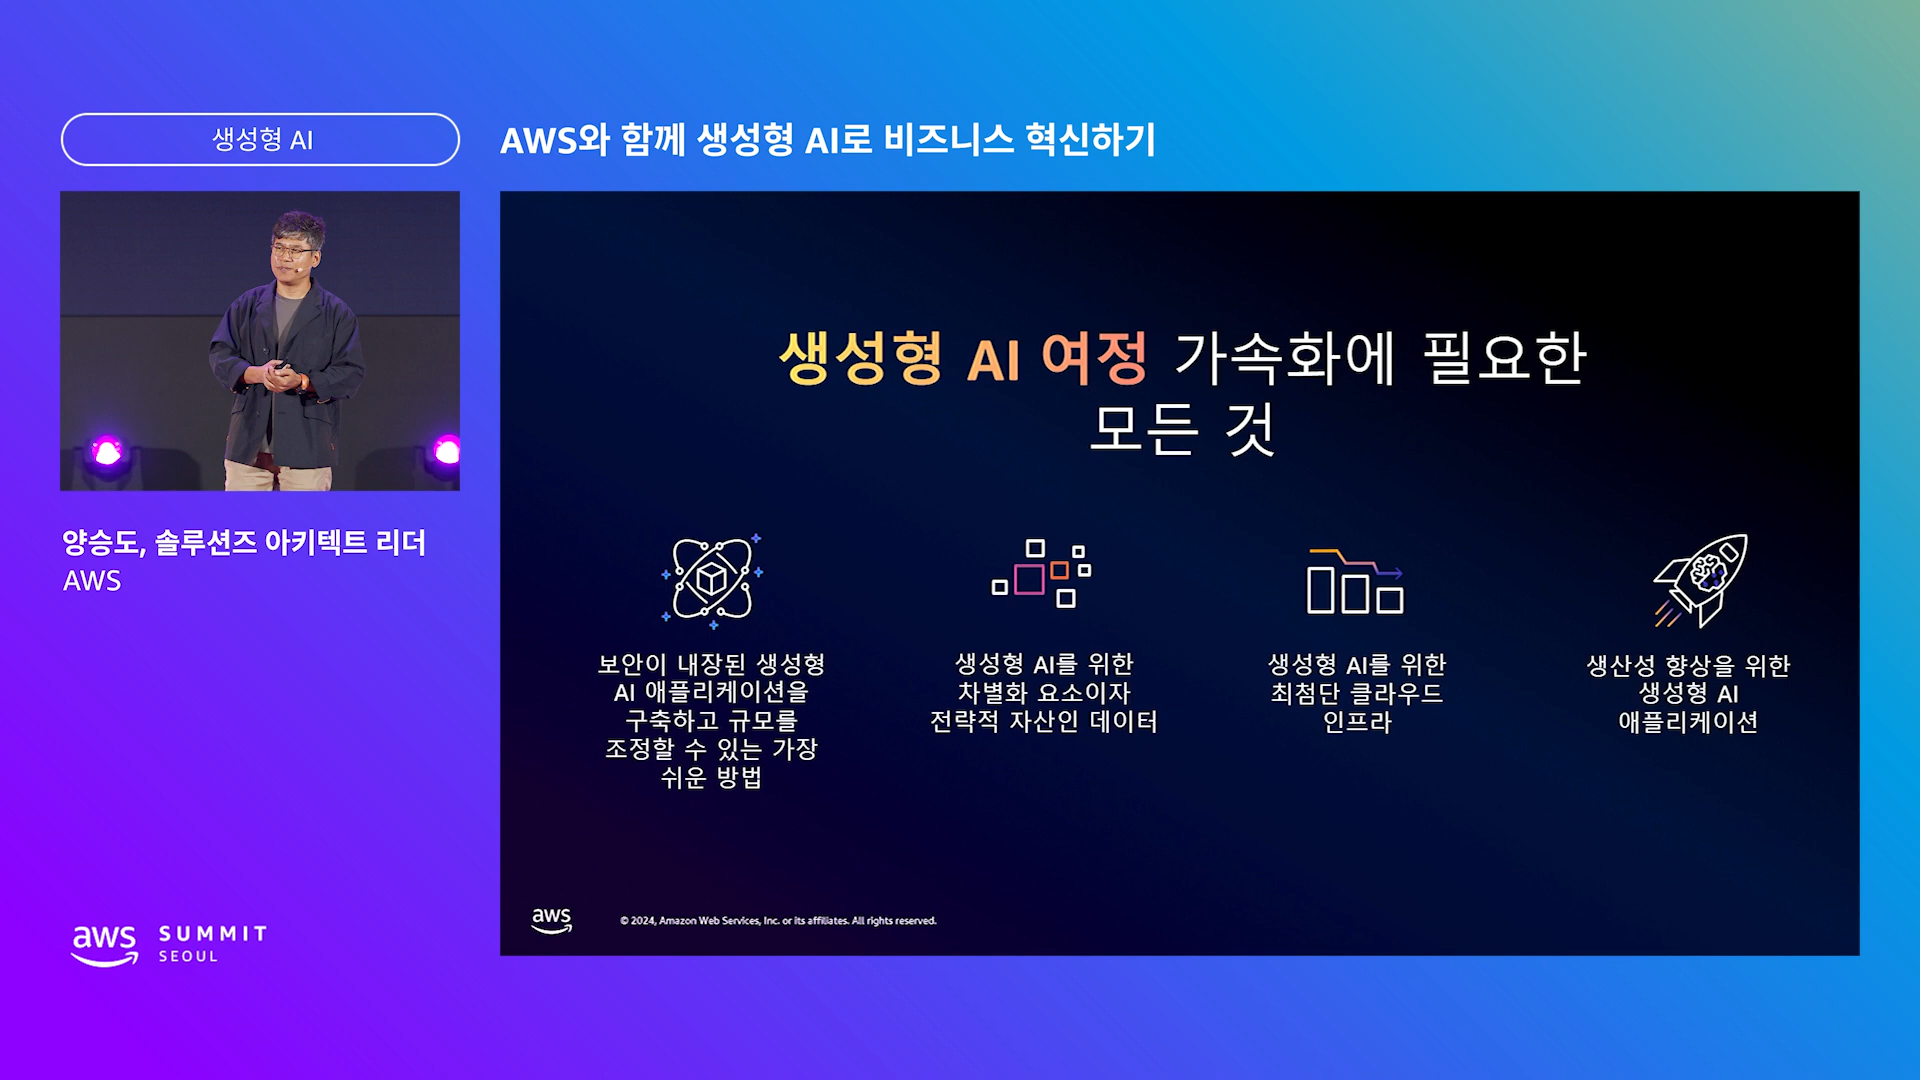 생성형 AI
AWS와 함께 생성형 AI로 비즈니스 혁신하기
양승도, 솔루션즈 아키텍트 리더
AWS
aws SUMMIT
SEOUL
생성형 AI 여정 가속화에 필요한
모든 것
보안이 내장된 생성형
AI 애플리케이션을
구축하고 규모를
조정할 수 있는 가장
쉬운 방법
생성형 AI를 위한
차별화 요소이자
전략적 자산인 데이터
생성형 AI를 위한
최첨단 클라우드
인프라
생산성 향상을 위한
생성형 AI
애플리케이션
aws
© 2024, Amazon Web Services, Inc. or its affiliates. All rights reserved.